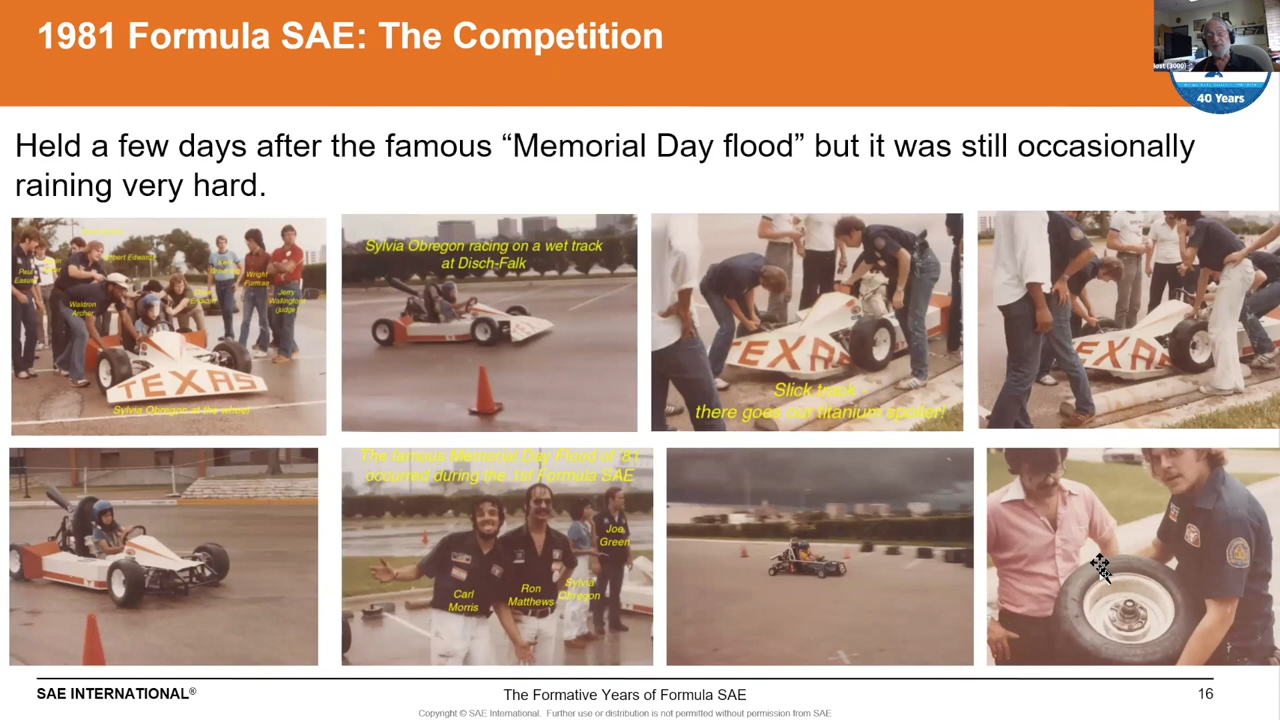 1981 Formula SAE: The Competition
40 Years
Held a few days after the famous “Memorial Day flood” but it was still occasionally
raining very hard.
Paul
Robert Edwards
Wright
Furman
Waldron
Archer
Jerry
Wallington
(judge)
TEXAS
Sylvia Obregon at the wheel
Sylvia Obregon racing on a wet track
at Disch-Falk
TEXAS
Slick track -
there goes our titanium spoiler!
TEXAS
The famous Memorial Day Flood of '81
occurred during the 1st Formula SAE
Joe
Green
Carl
Morris
Ron
Matthews
Sylvia
Obregon
SAE INTERNATIONAL®
The Formative Years of Formula SAE
16
Copyright © SAE International. Further use or distribution is not permitted without permission from SAE